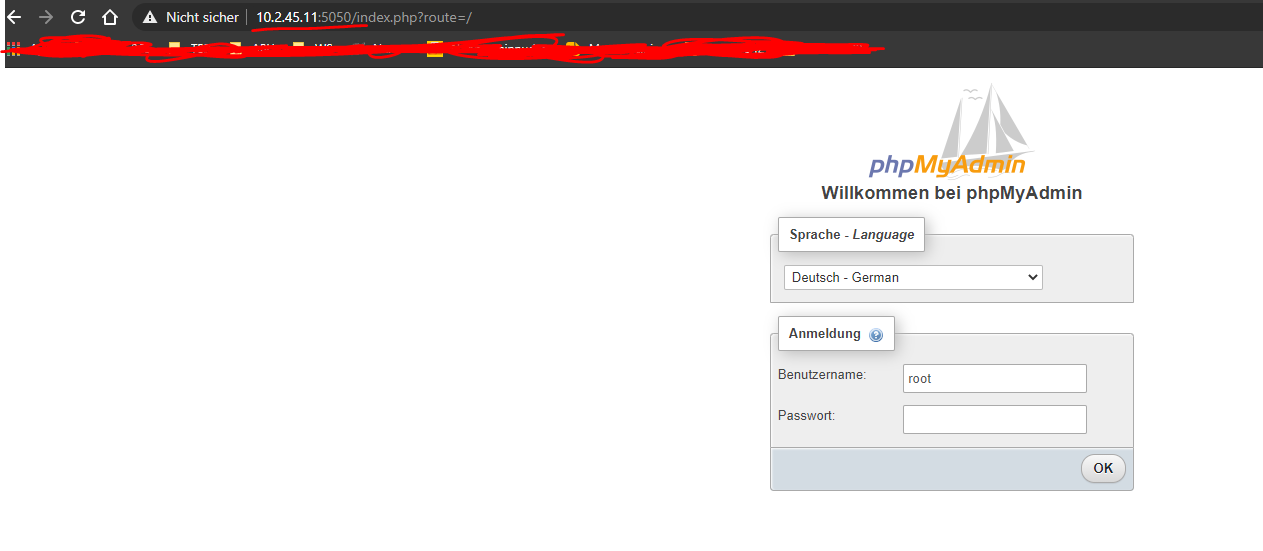 Nicht sicher 10.2.45.11:5050/index.php?route=/
phpMyAdmin
Willkommen bei phpMyAdmin
Sprache - Language
Deutsch - German
Anmeldung
Benutzername: root
Passwort:
OK